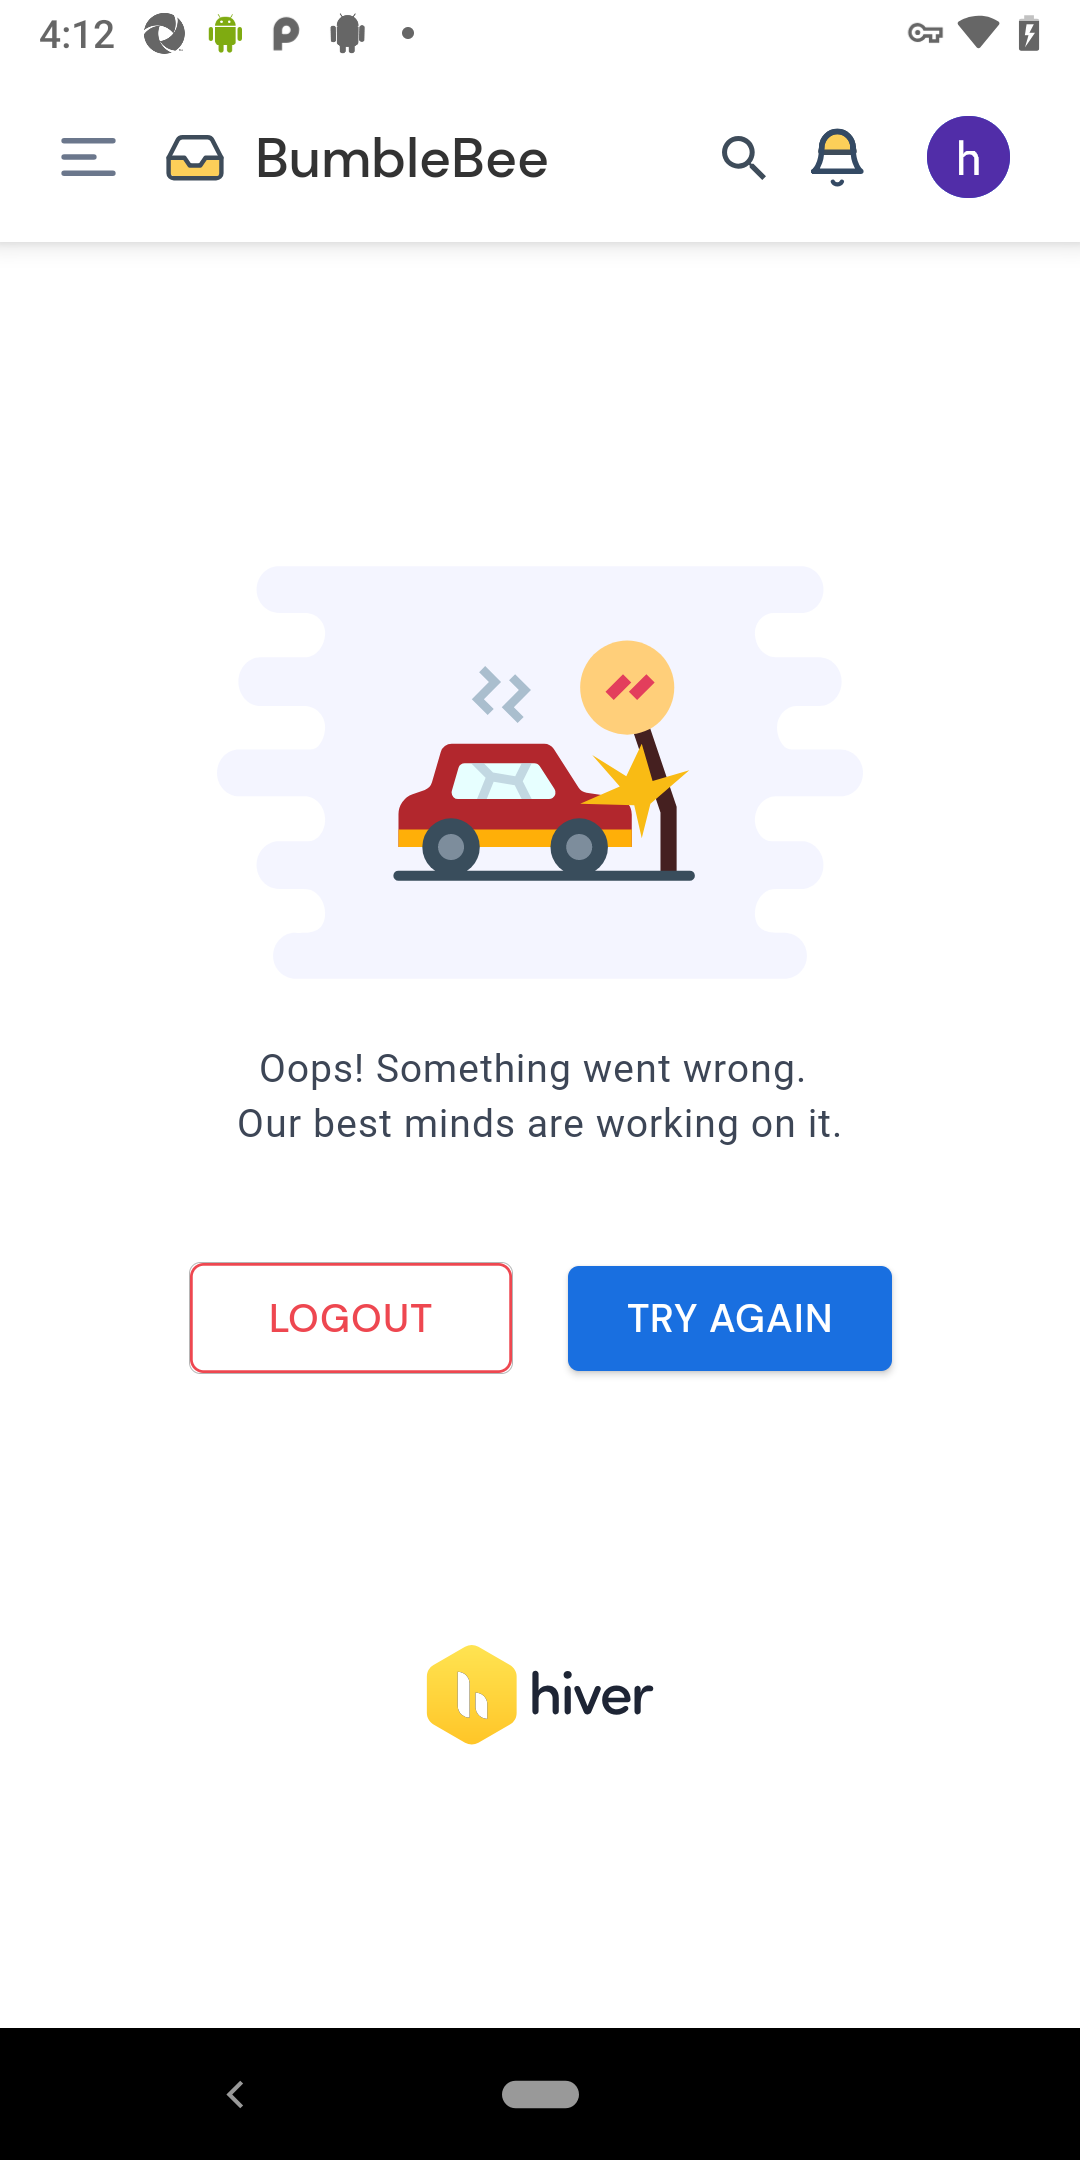 4:12
BumbleBee
h
Oops! Something went wrong.
Our best minds are working on it.
LOGOUT
TRY AGAIN
hiver